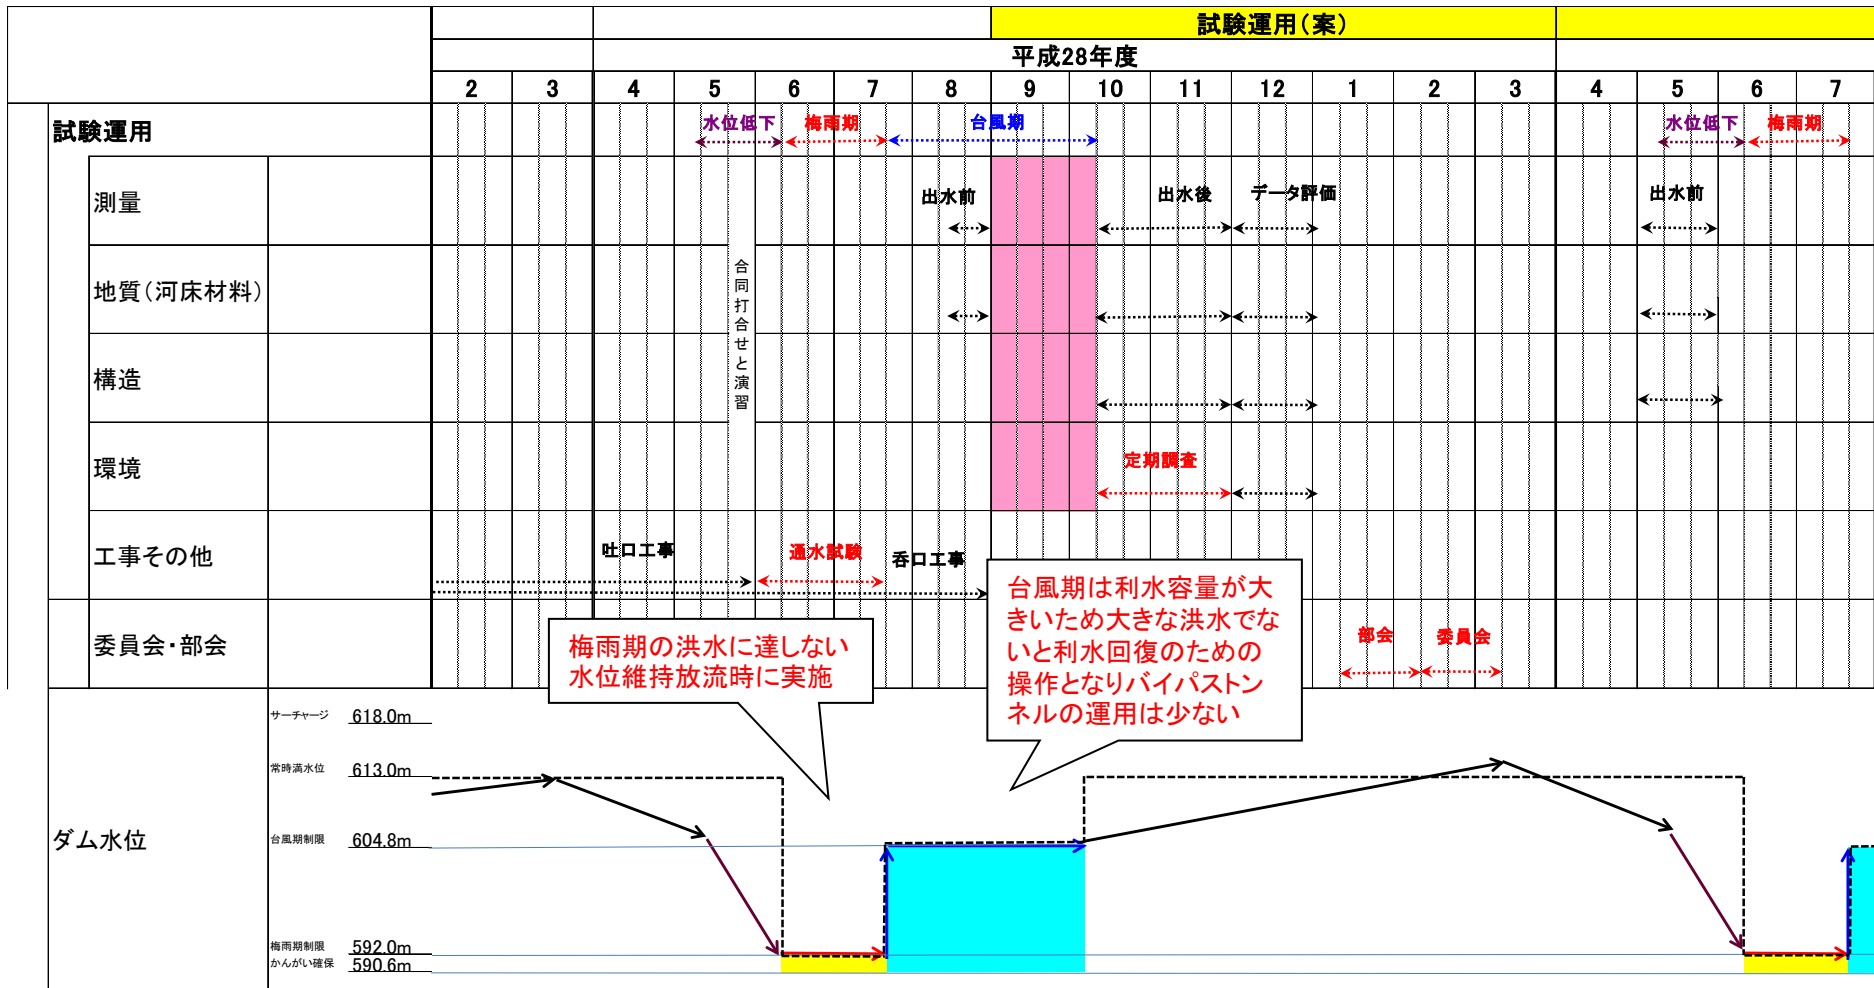 試験運用(案)
平成28年度
2 3 4 5 6 7 8 9 10 11 12 1 2 3 4 5 6 7
試験運用
水位低下 梅雨期 台風期 水位低下 梅雨期
測量
出水前 出水後 データ評価 出水前
地質(河床材料)
合同打合せと演習
構造
環境
定期調査
工事その他
吐口工事 通水試験 呑口工事
委員会・部会
部会 委員会
梅雨期の洪水に達しない
水位維持放流時に実施
台風期は利水容量が大
きいため大きな洪水でな
いと利水回復のための
操作となりバイパストン
ネルの運用は少ない
ダム水位
サーチャージ 618.0m
常時満水位 613.0m
台風期制限 604.8m
梅雨期制限 592.0m
かんがい確保 590.6m